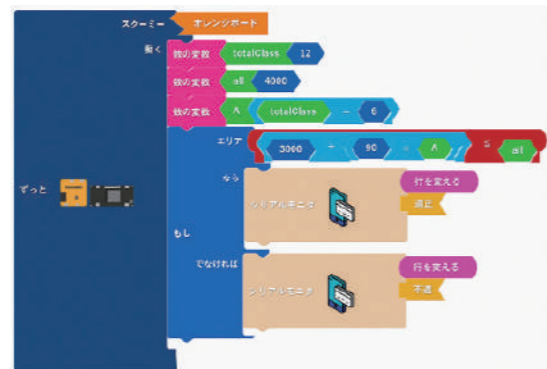 スクーミー オレンジボード
働く 数の変数 totalClass 12
数の変数 all 4000
数の変数 A totalClass - 6
エリア 3000 + 90 A ≦ all
なら 行を変える
シリアルモニタ 適正
ずっと
もし
でなければ 行を変える
シリアルモニタ 不適